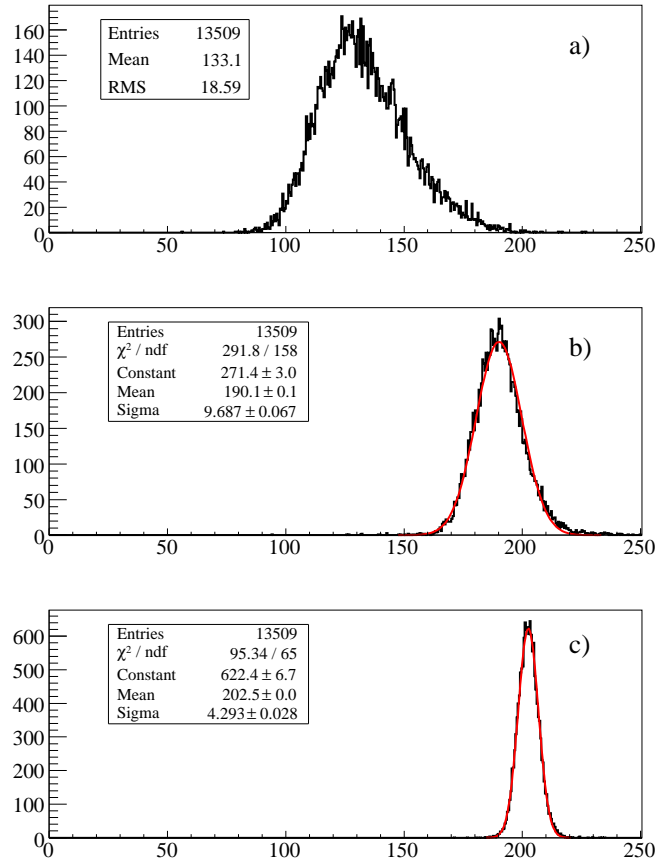 180
160
140
120
100
80
60
40
20
0
Entries 13509
Mean 133.1
RMS 18.59
a)
0 50 100 150 200 250
300
250
200
150
100
50
0
Entries 13509
χ² / ndf 291.8 / 158
Constant 271.4 ± 3.0
Mean 190.1 ± 0.1
Sigma 9.687 ± 0.067
b)
0 50 100 150 200 250
600
500
400
300
200
100
0
Entries 13509
χ² / ndf 95.34 / 65
Constant 622.4 ± 6.7
Mean 202.5 ± 0.0
Sigma 4.293 ± 0.028
c)
0 50 100 150 200 250